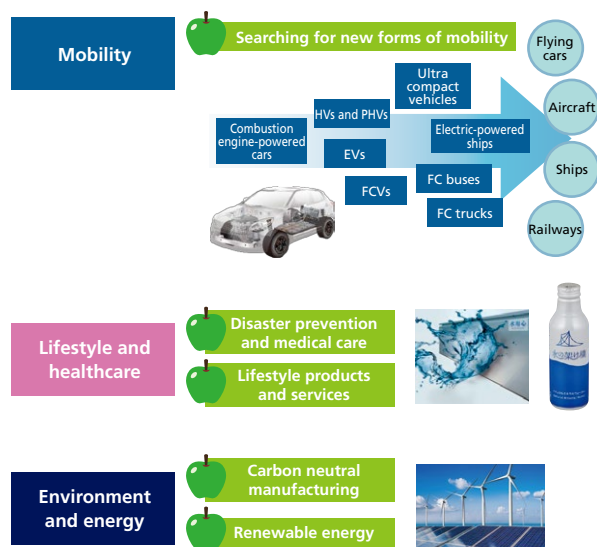 Mobility
Searching for new forms of mobility
Flying
cars
Ultra
compact
vehicles
HVs and PHVs
Aircraft
Combustion
engine-powered
cars
Electric-powered
ships
EVs
Ships
FC buses
FCVs
FC trucks
Railways
Lifestyle and
healthcare
Disaster prevention
and medical care
Lifestyle products
and services
Environment
and energy
Carbon neutral
manufacturing
Renewable energy